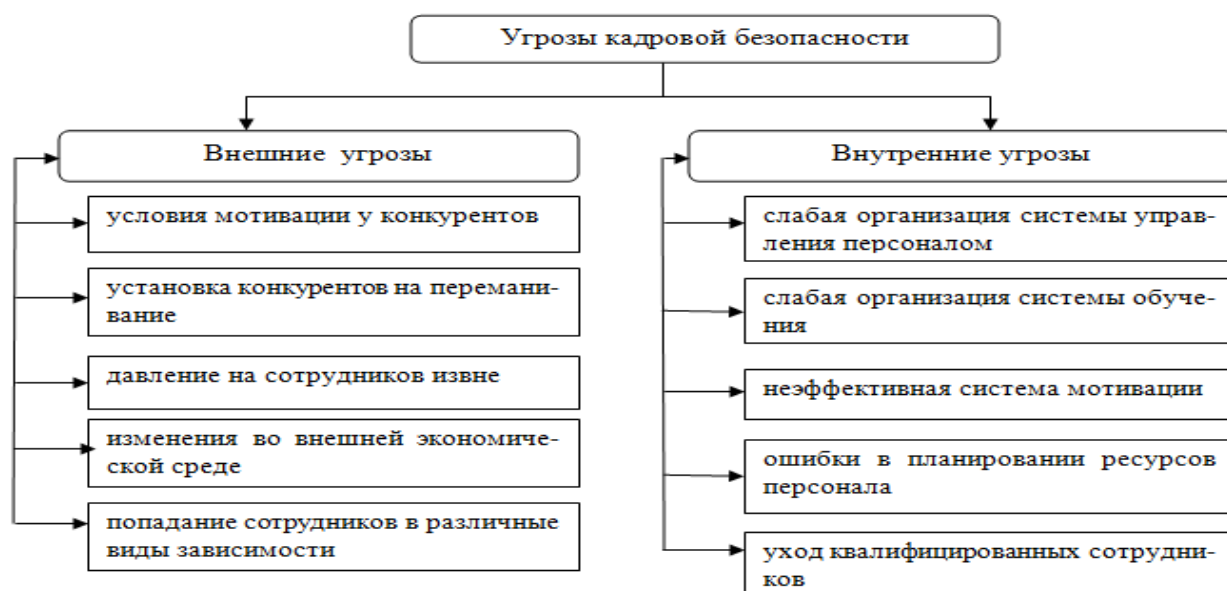 Угрозы кадровой безопасности
Внешние угрозы
условия мотивации у конкурентов
установка конкурентов на перемани-
вание
давление на сотрудников извне
изменения во внешней экономиче-
ской среде
попадание сотрудников в различные
виды зависимости
Внутренние угрозы
слабая организация системы управ-
ления персоналом
слабая организация системы обуче-
ния
неэффективная система мотивации
ошибки в планировании ресурсов
персонала
уход квалифицированных сотрудни-
ков